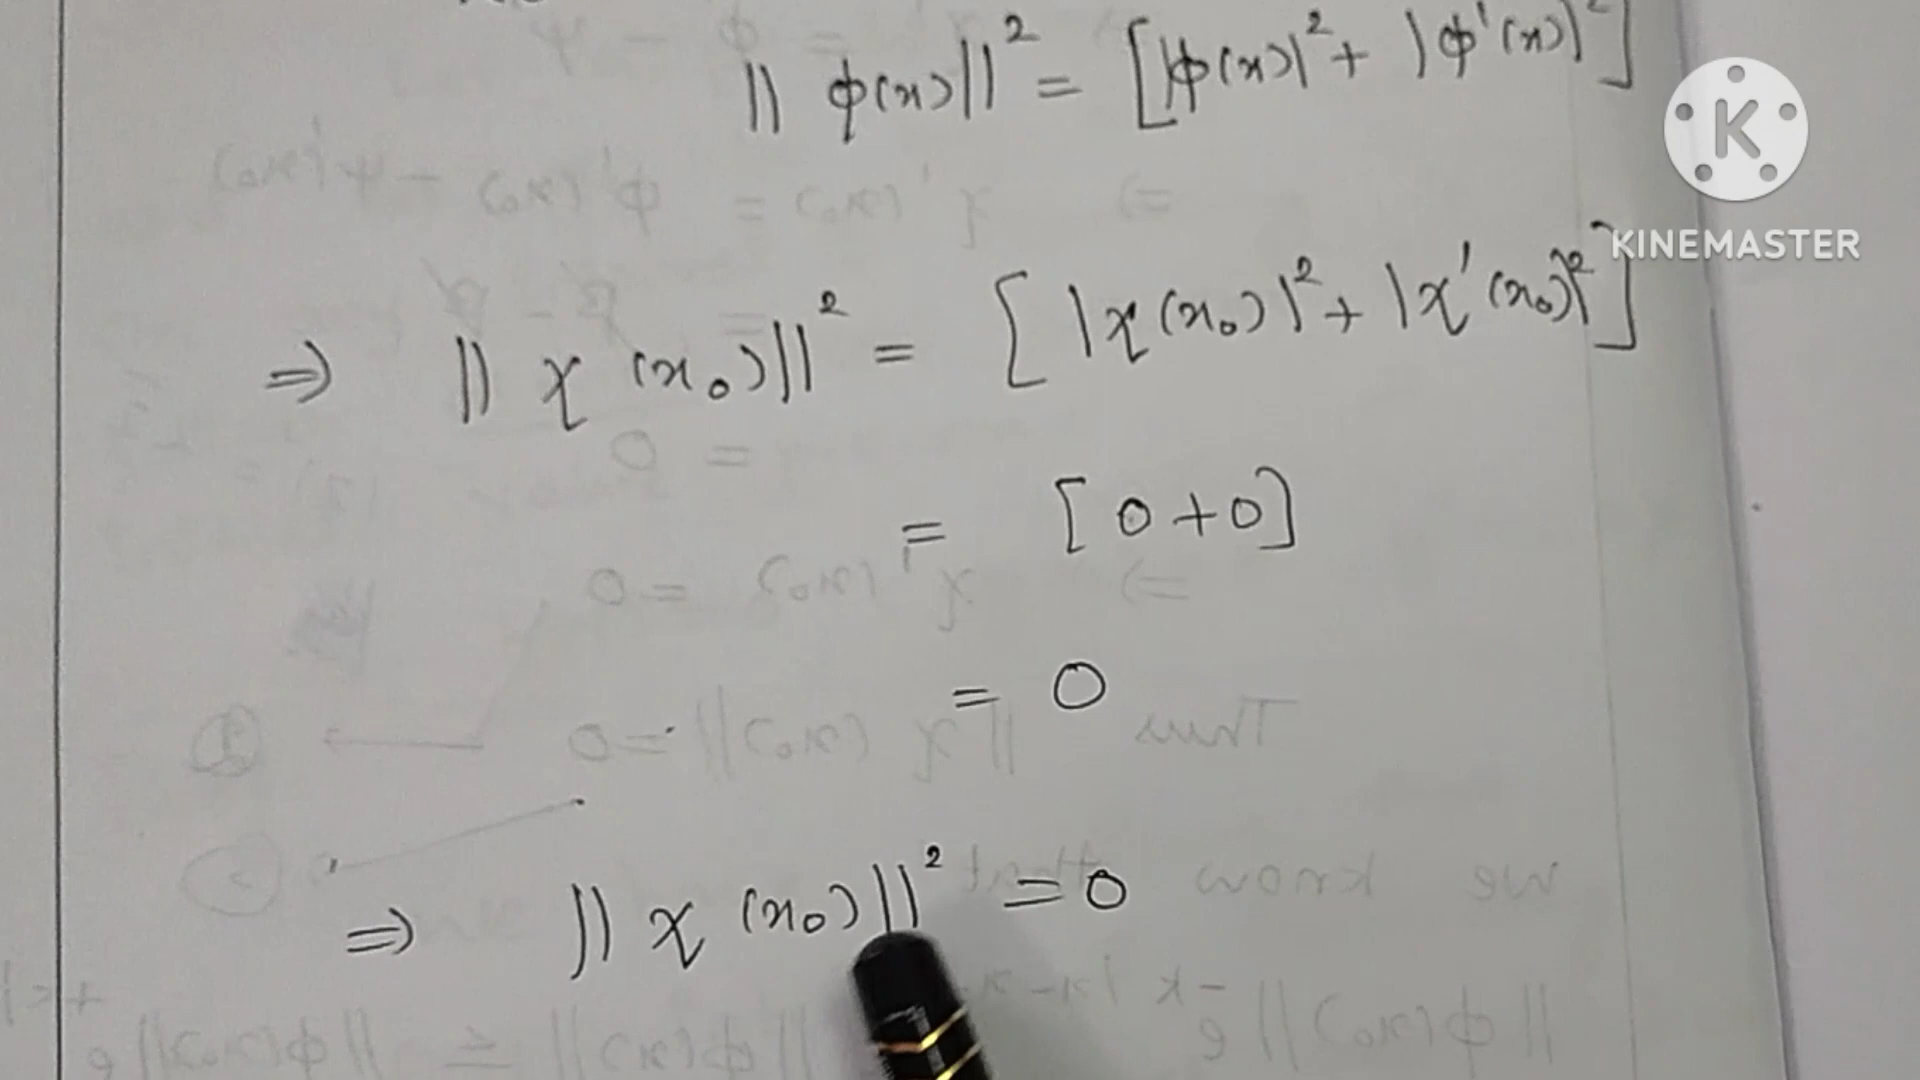 || ϕ(x)||² = [|ϕ(x)|² + |ϕ'(x)|²]
K
KINEMASTER
⇒ || χ (x₀)||² = [ |χ(x₀)|² + |χ'(x₀)|² ]
= [0+0]
= 0
⇒ || χ (x₀)||² = 0